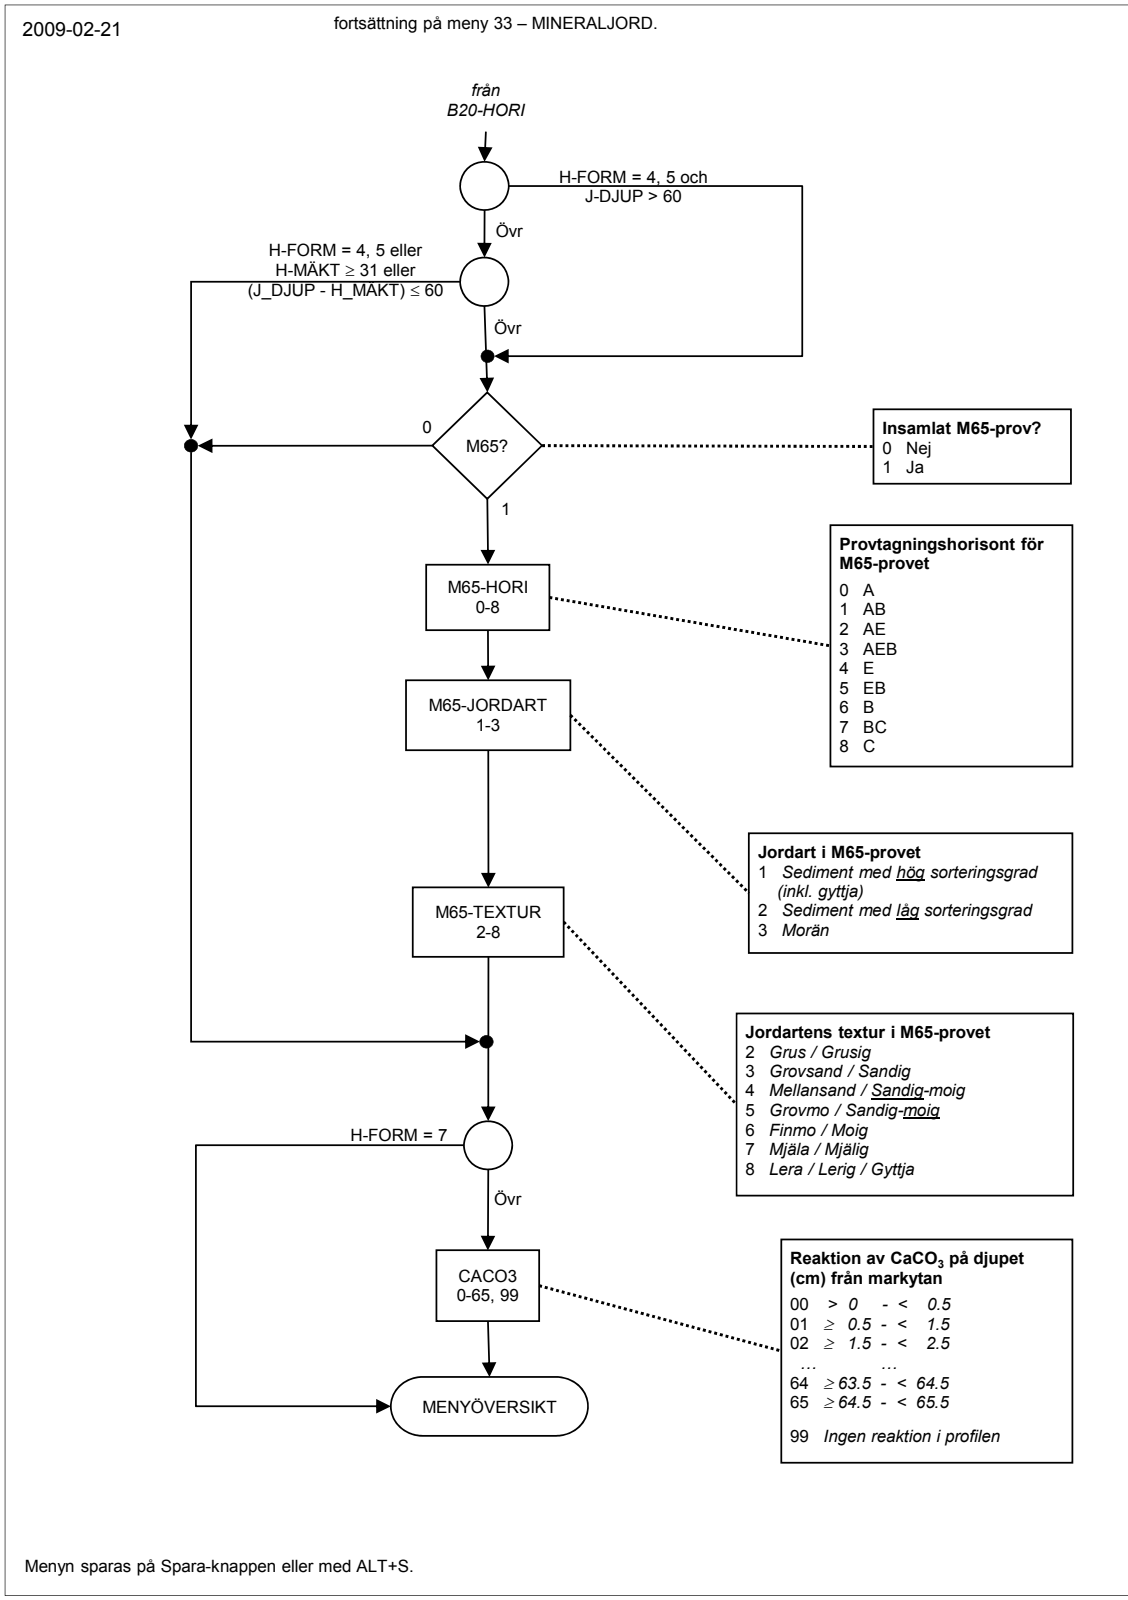 2009-02-21
fortsättning på meny 33 – MINERALJORD.
från
B20-HORI
H-FORM = 4, 5 och
J-DJUP > 60
Övr
H-FORM = 4, 5 eller
H-MÄKT ≥ 31 eller
(J_DJUP - H_MÄKT) ≤ 60
Övr
0
M65?
1
Insamlat M65-prov?
0 Nej
1 Ja
M65-HORI
0-8
Provtagningshorisont för
M65-provet
0 A
1 AB
2 AE
3 AEB
4 E
5 EB
6 B
7 BC
8 C
M65-JORDART
1-3
Jordart i M65-provet
1 Sediment med hög sorteringsgrad
(inkl. gyttja)
2 Sediment med låg sorteringsgrad
3 Morän
M65-TEXTUR
2-8
Jordartens textur i M65-provet
2 Grus / Grusig
3 Grovsand / Sandig
4 Mellansand / Sandig-moig
5 Grovmo / Sandig-moig
6 Finmo / Moig
7 Mjäla / Mjälig
8 Lera / Lerig / Gyttja
H-FORM = 7
Övr
CACO3
0-65, 99
Reaktion av CaCO₃ på djupet
(cm) från markytan
00 > 0 - < 0.5
01 ≥ 0.5 - < 1.5
02 ≥ 1.5 - < 2.5
... ...
64 ≥ 63.5 - < 64.5
65 ≥ 64.5 - < 65.5
99 Ingen reaktion i profilen
MENYÖVERSIKT
Menyn sparas på Spara-knappen eller med ALT+S.